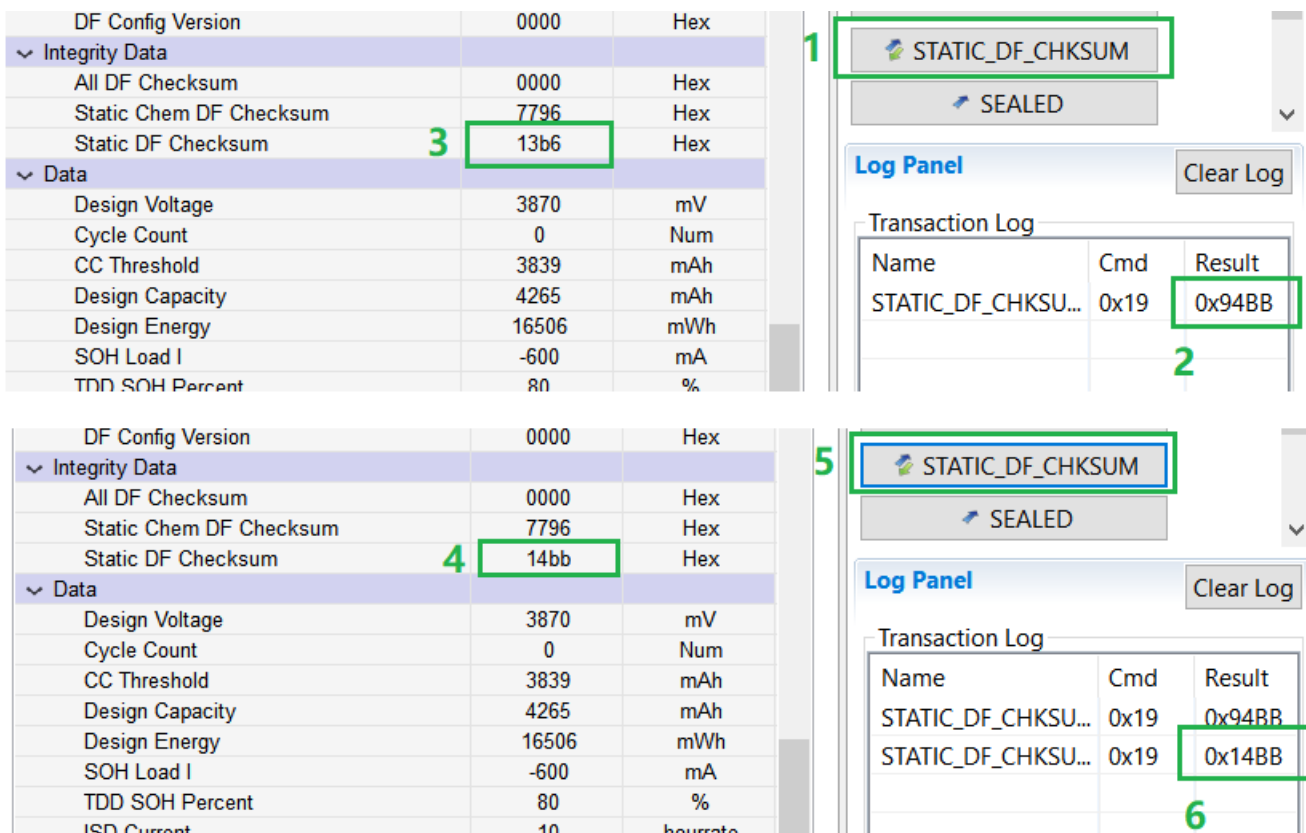 DF Config Version 0000 Hex
Integrity Data
All DF Checksum 0000 Hex
Static Chem DF Checksum 7796 Hex
Static DF Checksum 3 13b6 Hex
Data
Design Voltage 3870 mV
Cycle Count 0 Num
CC Threshold 3839 mAh
Design Capacity 4265 mAh
Design Energy 16506 mWh
SOH Load I -600 mA
TDD SOH Percent 80 %
1 STATIC_DF_CHKSUM
SEALED
Log Panel Clear Log
Transaction Log
Name Cmd Result
STATIC_DF_CHKSU... 0x19 0x94BB
2
DF Config Version 0000 Hex
Integrity Data
All DF Checksum 0000 Hex
Static Chem DF Checksum 7796 Hex
Static DF Checksum 4 14bb Hex
Data
Design Voltage 3870 mV
Cycle Count 0 Num
CC Threshold 3839 mAh
Design Capacity 4265 mAh
Design Energy 16506 mWh
SOH Load I -600 mA
TDD SOH Percent 80 %
ISD Current 10 hourrate
5 STATIC_DF_CHKSUM
SEALED
Log Panel Clear Log
Transaction Log
Name Cmd Result
STATIC_DF_CHKSU... 0x19 0x94BB
STATIC_DF_CHKSU... 0x19 0x14BB
6